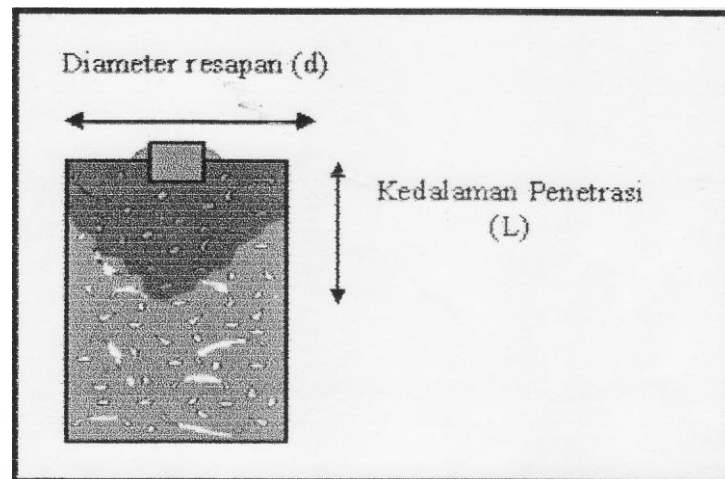 Diameter resapan (d)
Kedalaman Penetrasi
(L)